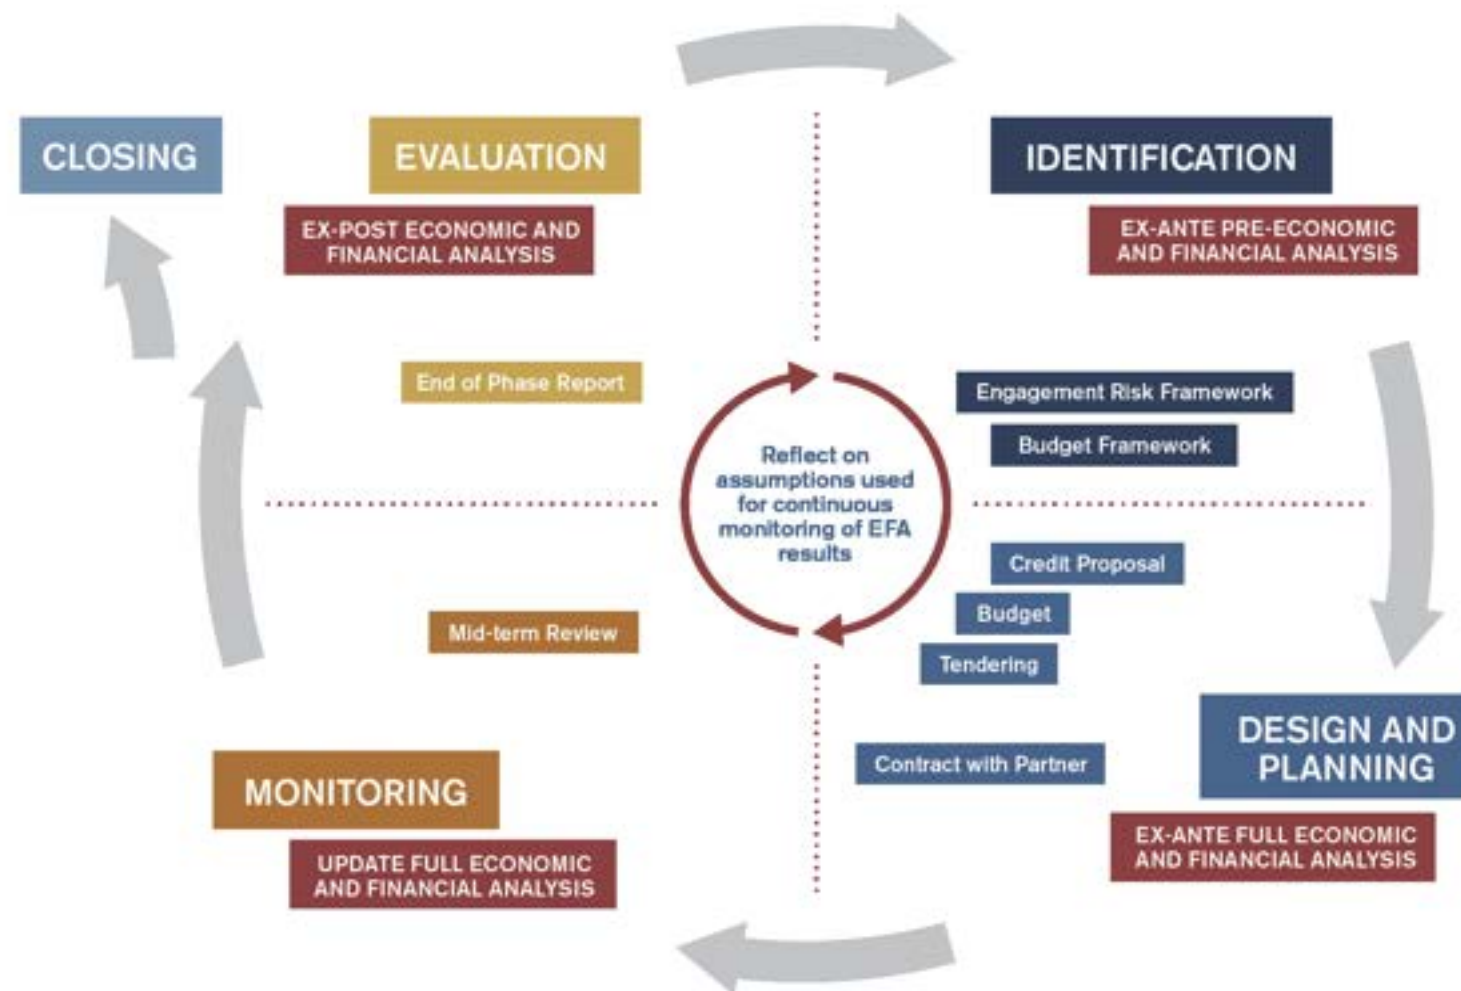 CLOSING
EVALUATION
EX-POST ECONOMIC AND
FINANCIAL ANALYSIS
End of Phase Report
IDENTIFICATION
EX-ANTE PRE-ECONOMIC
AND FINANCIAL ANALYSIS
Engagement Risk Framework
Budget Framework
Reflect on
assumptions used
for continuous
monitoring of EFA
results
Credit Proposal
Budget
Tendering
Contract with Partner
DESIGN AND
PLANNING
EX-ANTE FULL ECONOMIC
AND FINANCIAL ANALYSIS
Mid-term Review
MONITORING
UPDATE FULL ECONOMIC
AND FINANCIAL ANALYSIS